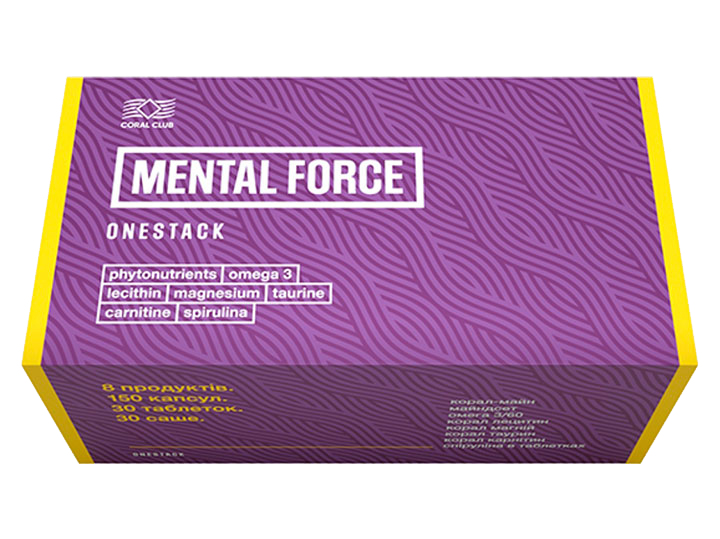 CORAL CLUB
MENTAL FORCE
ONESTACK
phytonutrients omega 3
lecithin magnesium taurine
carnitine spirulina
8 продуктів.
150 капсул.
30 таблеток.
30 саше.
корал-майн
майндсет
омега 3/60
корал лецитин
корал магній
корал таурин
корал карнітин
спіруліна в таблетках
ONESTACK